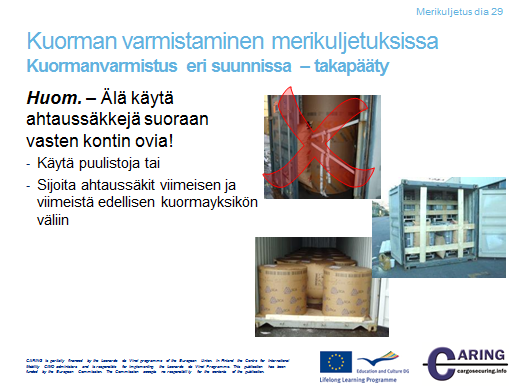 Merikuljetus dia 29
Kuorman varmistaminen merikuljetuksissa
Kuormanvarmistus eri suunnissa – takapääty
Huom. – Älä käytä
ahtaussäkkejä suoraan
vasten kontin ovia!
- Käytä puulistoja tai
- Sijoita ahtaussäkit viimeisen ja
viimeistä edellisen kuormayksikön
väliin
CARING is partially financed by the Leonardo da Vinci programme of the European Union. In Finland the Centre for International
Mobility CIMO administers and is responsible for implementing the Leonardo da Vinci Programme. This publication has been
funded by the European Commission. The Commission accepts no responsibility for the contents of the publication.
Education and Culture DG
Lifelong Learning Programme
CARING
cargosecuring.info